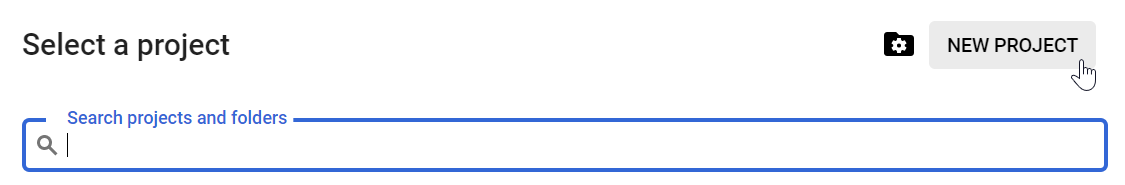 Select a project
NEW PROJECT
Search projects and folders